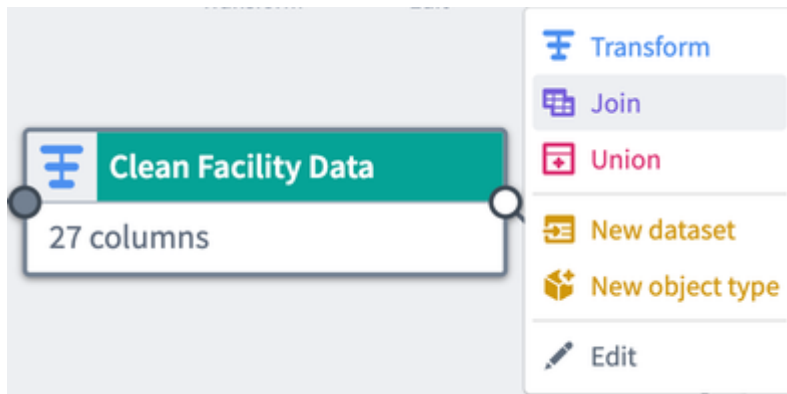 Clean Facility Data
27 columns
Transform
Join
Union
New dataset
New object type
Edit